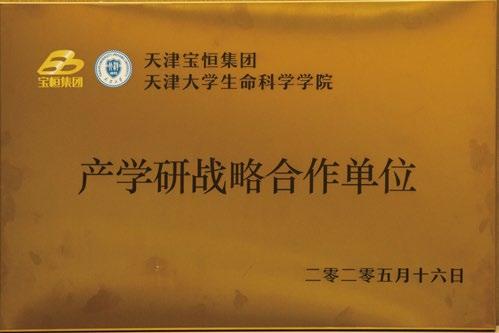 宝恒集团
天津宝恒集团
天津大学生命科学学院
产学研战略合作单位
二零二零五月十六日